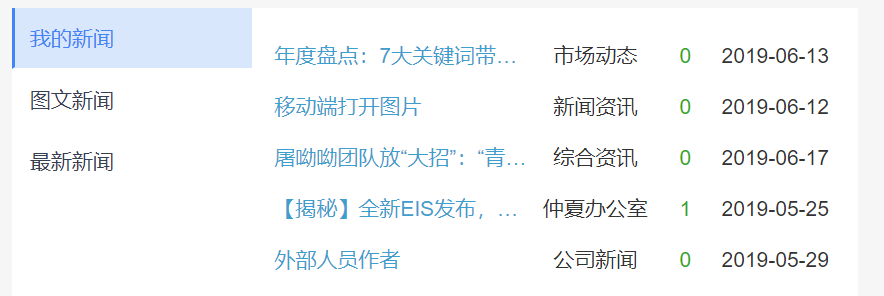 我的新闻
图文新闻
最新新闻
年度盘点：7大关键词带... 市场动态 0 2019-06-13
移动端打开图片 新闻资讯 0 2019-06-12
屠呦呦团队放“大招”：“青... 综合资讯 0 2019-06-17
【揭秘】全新EIS发布，... 仲夏办公室 1 2019-05-25
外部人员作者 公司新闻 0 2019-05-29